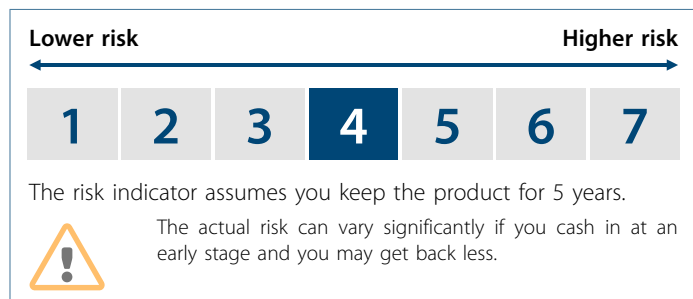 Lower risk Higher risk
1 2 3 4 5 6 7
The risk indicator assumes you keep the product for 5 years.
The actual risk can vary significantly if you cash in at an
early stage and you may get back less.